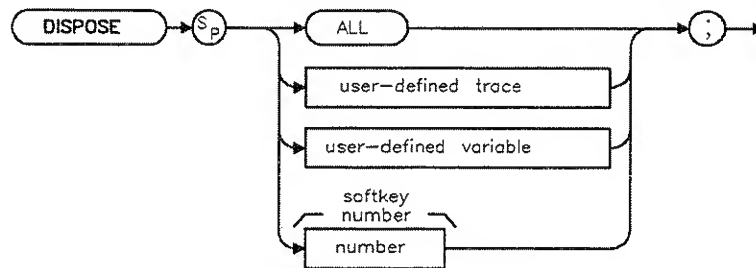 DISPOSE SP ALL ;
user-defined trace
user-defined variable
softkey
number
number